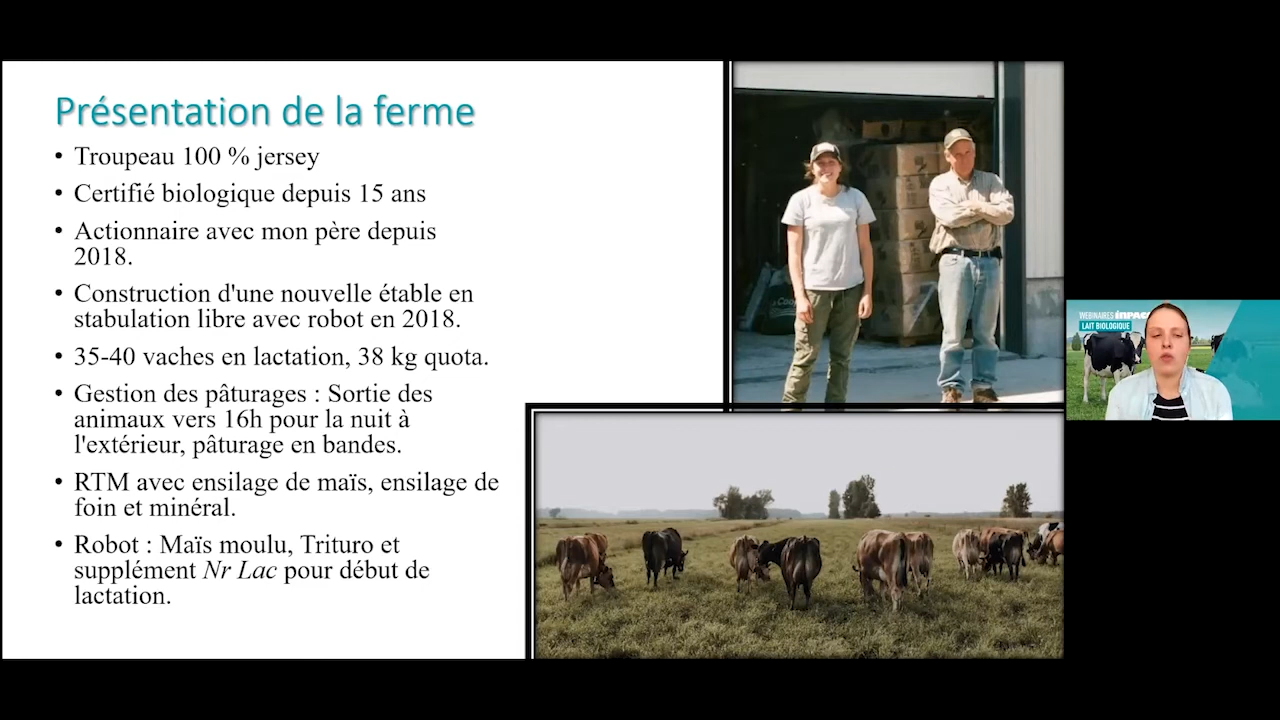 Présentation de la ferme
• Troupeau 100 % jersey
• Certifié biologique depuis 15 ans
• Actionnaire avec mon père depuis
2018.
• Construction d'une nouvelle étable en
stabulation libre avec robot en 2018.
• 35-40 vaches en lactation, 38 kg quota.
• Gestion des pâturages : Sortie des
animaux vers 16h pour la nuit à
l'extérieur, pâturage en bandes.
• RTM avec ensilage de maïs, ensilage de
foin et minéral.
• Robot : Maïs moulu, Trituro et
supplément Nr Lac pour début de
lactation.
WEBINAIRES
LAIT BIOLOGIQUE